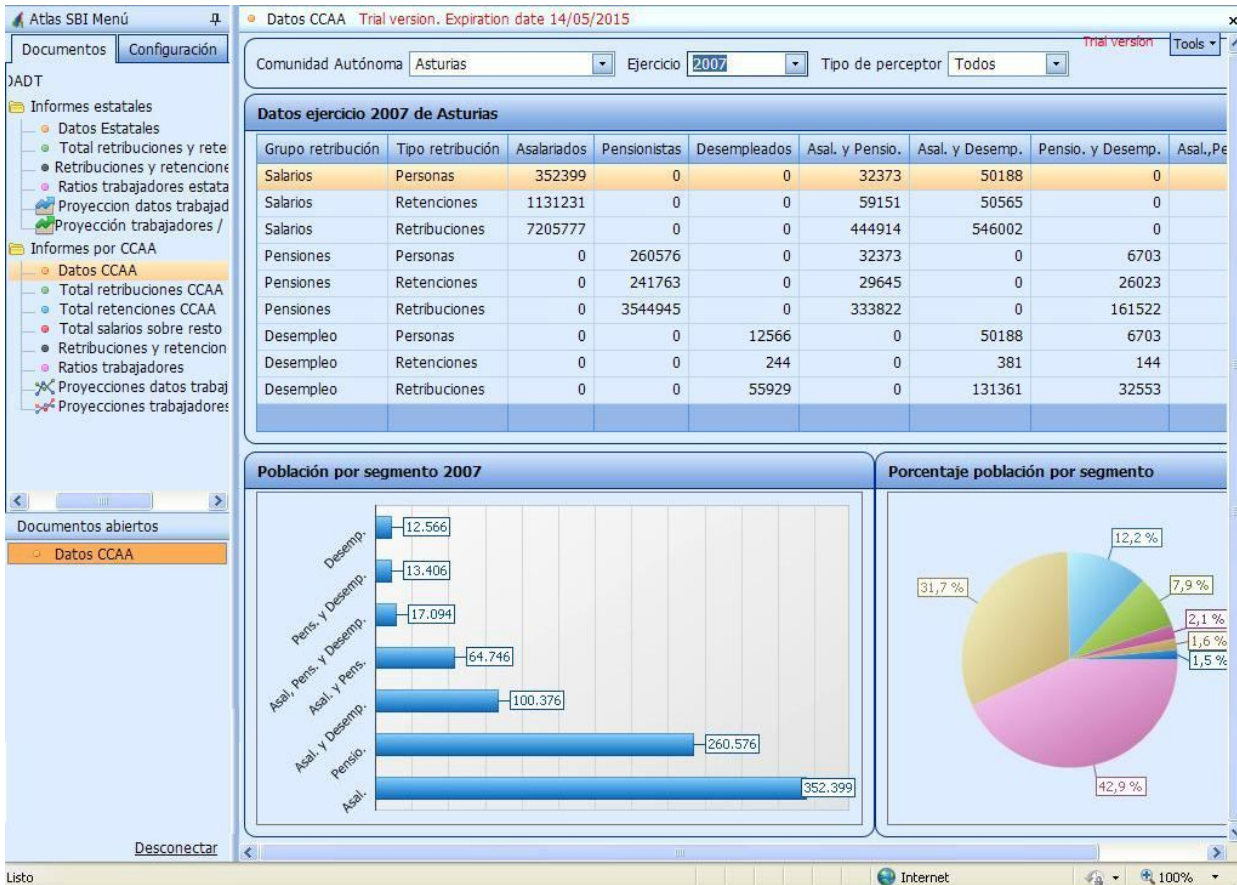 Atlas SBI Menú
Documentos Configuración
)ADT
Informes estatales
Datos Estatales
Total retribuciones y rete
Retribuciones y retencione
Ratios trabajadores estata
Proyeccion datos trabajad
Proyección trabajadores /
Informes por CCAA
Datos CCAA
Total retribuciones CCAA
Total retenciones CCAA
Total salarios sobre resto
Retribuciones y retencion
Ratios trabajadores
Proyecciones datos trabaj
Proyecciones trabajadores
Documentos abiertos
Datos CCAA
Desconectar
Datos CCAA Trial version. Expiration date 14/05/2015 x
Trial version Tools
Comunidad Autónoma Asturias Ejercicio 2007 Tipo de perceptor Todos
Datos ejercicio 2007 de Asturias
Grupo retribución Tipo retribución Asalariados Pensionistas Desempleados Asal. y Pensio. Asal. y Desemp. Pensio. y Desemp. Asal.,Pe
Salarios Personas 352399 0 0 32373 50188 0
Salarios Retenciones 1131231 0 0 59151 50565 0
Salarios Retribuciones 7205777 0 0 444914 546002 0
Pensiones Personas 0 260576 0 32373 0 6703
Pensiones Retenciones 0 241763 0 29645 0 26023
Pensiones Retribuciones 0 3544945 0 333822 0 161522
Desempleo Personas 0 0 12566 0 50188 6703
Desempleo Retenciones 0 0 244 0 381 144
Desempleo Retribuciones 0 0 55929 0 131361 32553
Población por segmento 2007
Desemp. 12.566
Pens. y Desemp. 13.406
Asal, Pens. y Desemp. 17.094
Asal. y Pens. 64.746
Asal. y Desemp. 100.376
Pensio. 260.576
Asal. 352.399
Porcentaje población por segmento
12,2 %
31,7 %
7,9 %
2,1 %
1,6 %
1,5 %
42,9 %
Listo Internet 100%